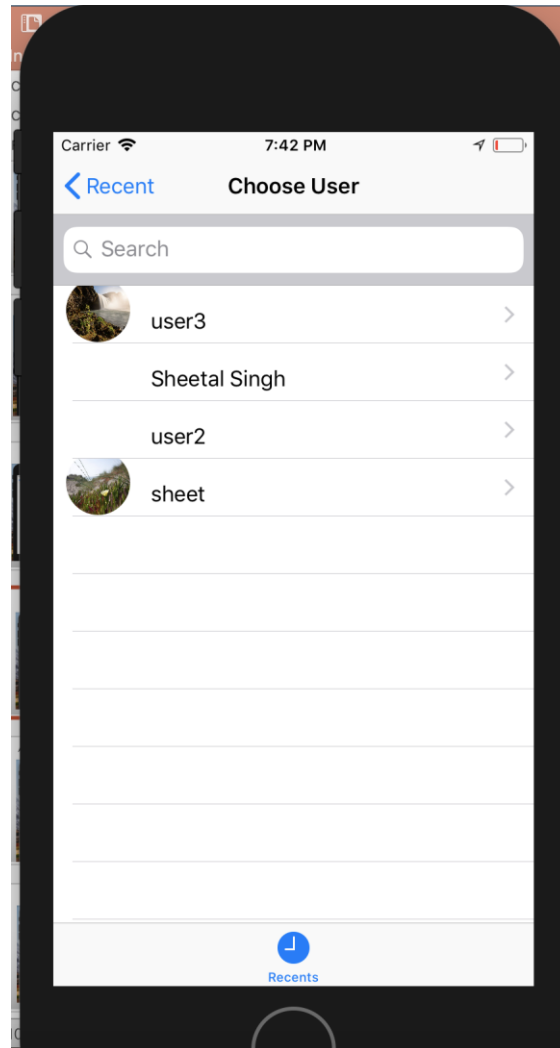 Carrier 7:42 PM
Recent Choose User
Search
user3
Sheetal Singh
user2
sheet
Recents